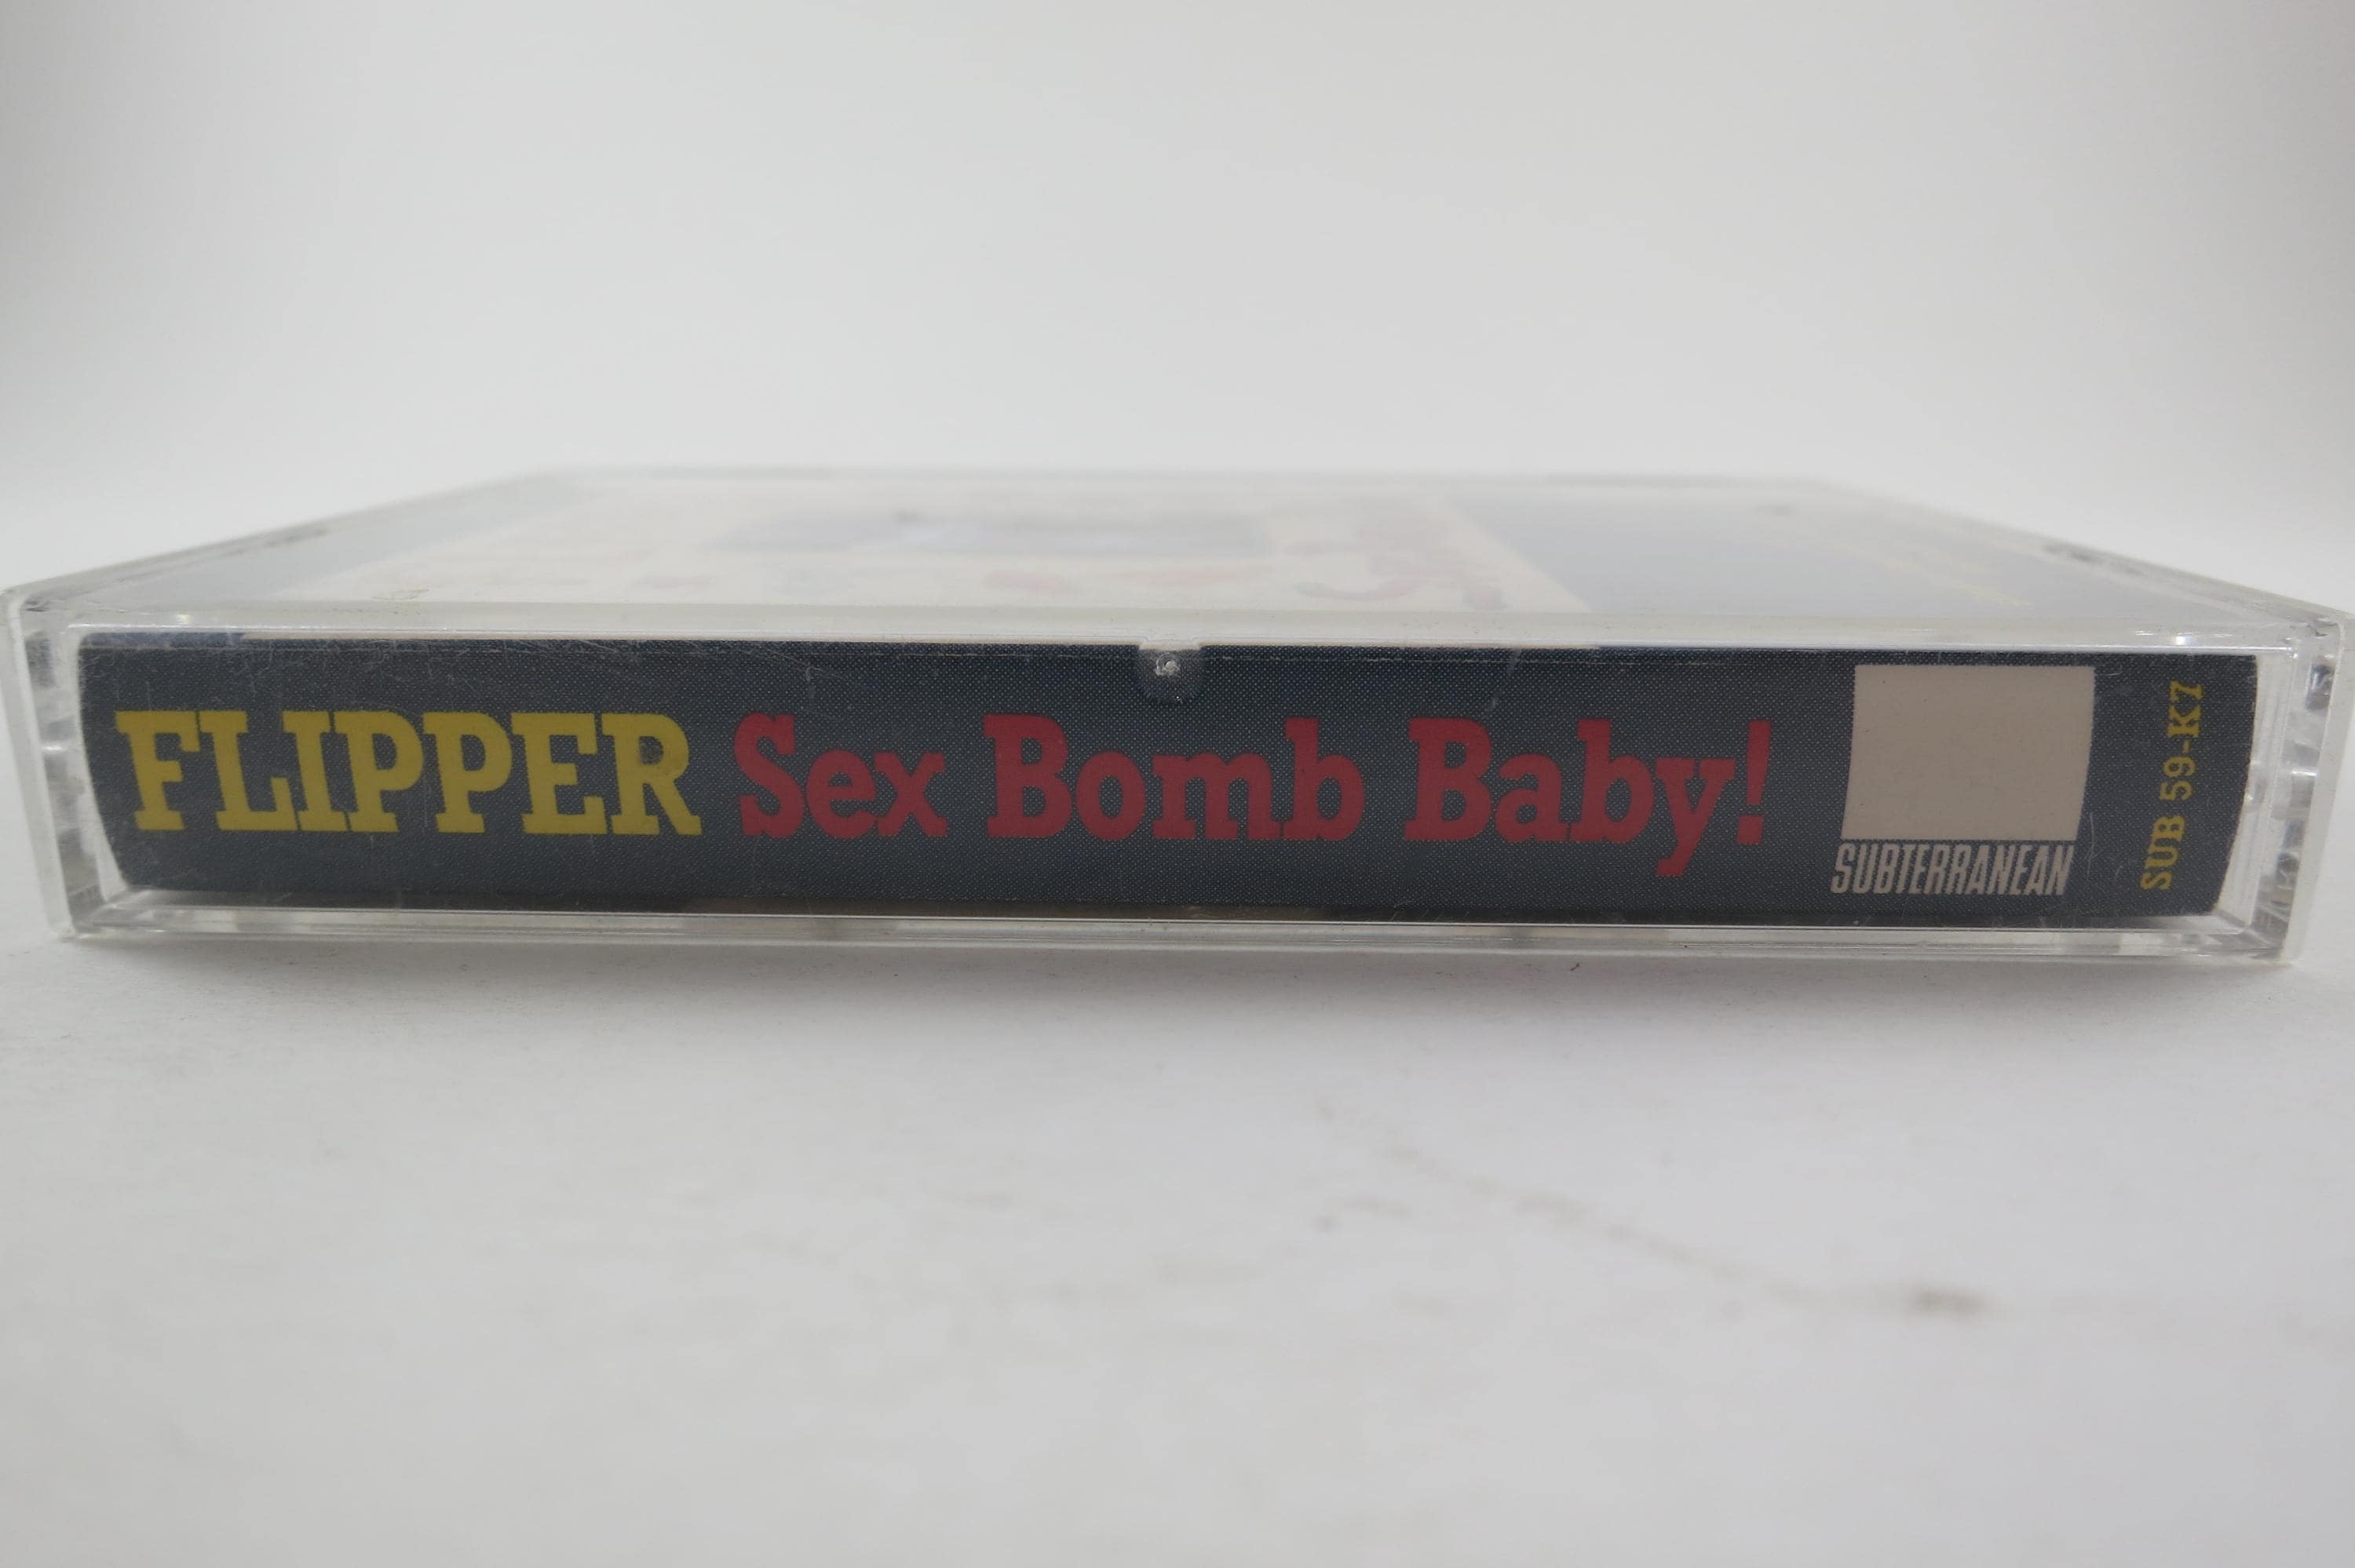 FLIPPER Sex Bomb Baby!
SUBTERRANEAN
SUB 59-K7